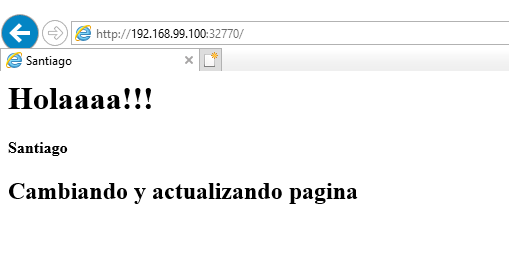 http://192.168.99.100:32770/
Santiago
Holaaaa!!!
Santiago
Cambiando y actualizando pagina